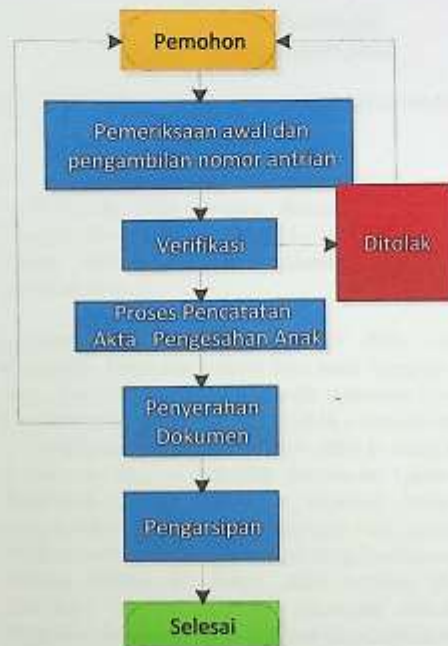 Pemohon
Pemeriksaan awal dan
pengambilan nomor antrian
Verifikasi
Ditolak
Proses Pencatatan
Akta Pengesahan Anak
Penyerahan
Dokumen
Pengarsipan
Selesai